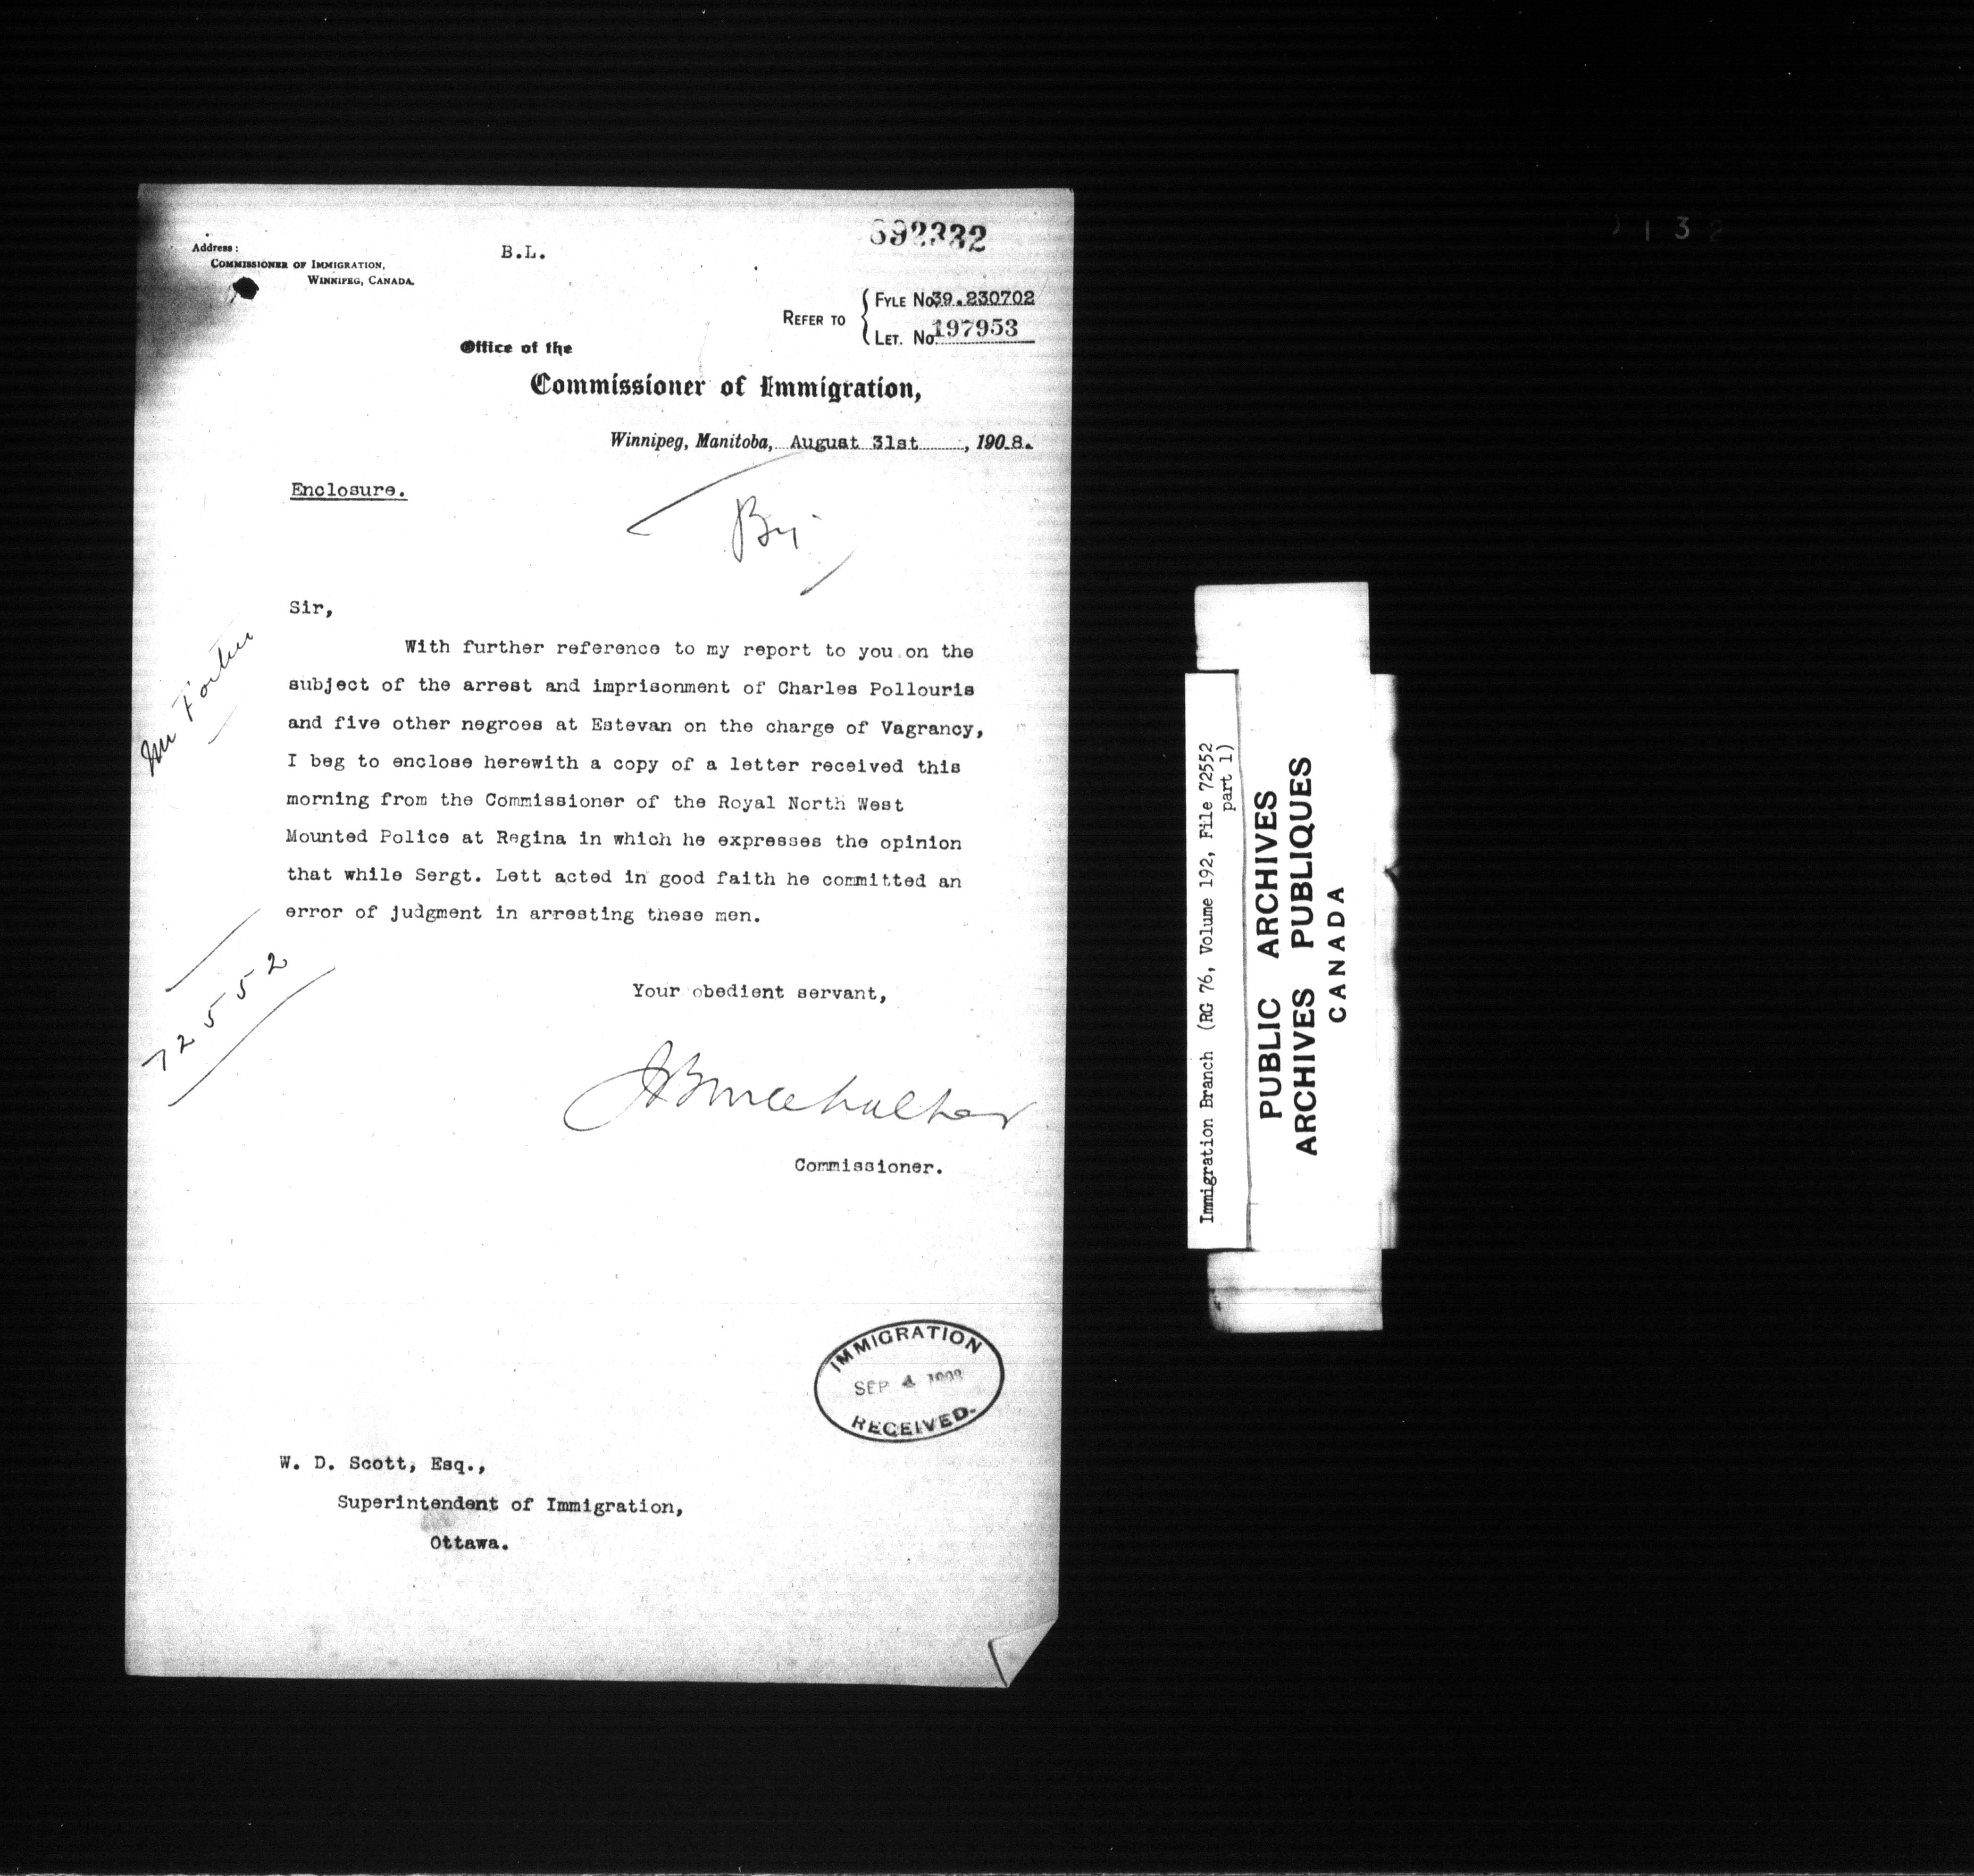 692332
Address:
Commissioner of Immigration,
Winnipeg, Canada.
B.L.
Refer to
Fyle No. 39.230702
Let. No. 197953
Office of the
Commissioner of Immigration,
Winnipeg, Manitoba, August 31st, 1908.
Enclosure.
Sir,
With further reference to my report to you on the
subject of the arrest and imprisonment of Charles Pollouris
and five other negroes at Estevan on the charge of Vagrancy,
I beg to enclose herewith a copy of a letter received this
morning from the Commissioner of the Royal North West
Mounted Police at Regina in which he expresses the opinion
that while Sergt. Lett acted in good faith he committed an
error of judgment in arresting these men.
72552
Your obedient servant,
Commissioner.
IMMIGRATION
SEP 4 1908
RECEIVED.
W. D. Scott, Esq.,
Superintendent of Immigration,
Ottawa.
Immigration Branch (RG 76, Volume 192, File 72552
part 1)
PUBLIC ARCHIVES
ARCHIVES PUBLIQUES
CANADA